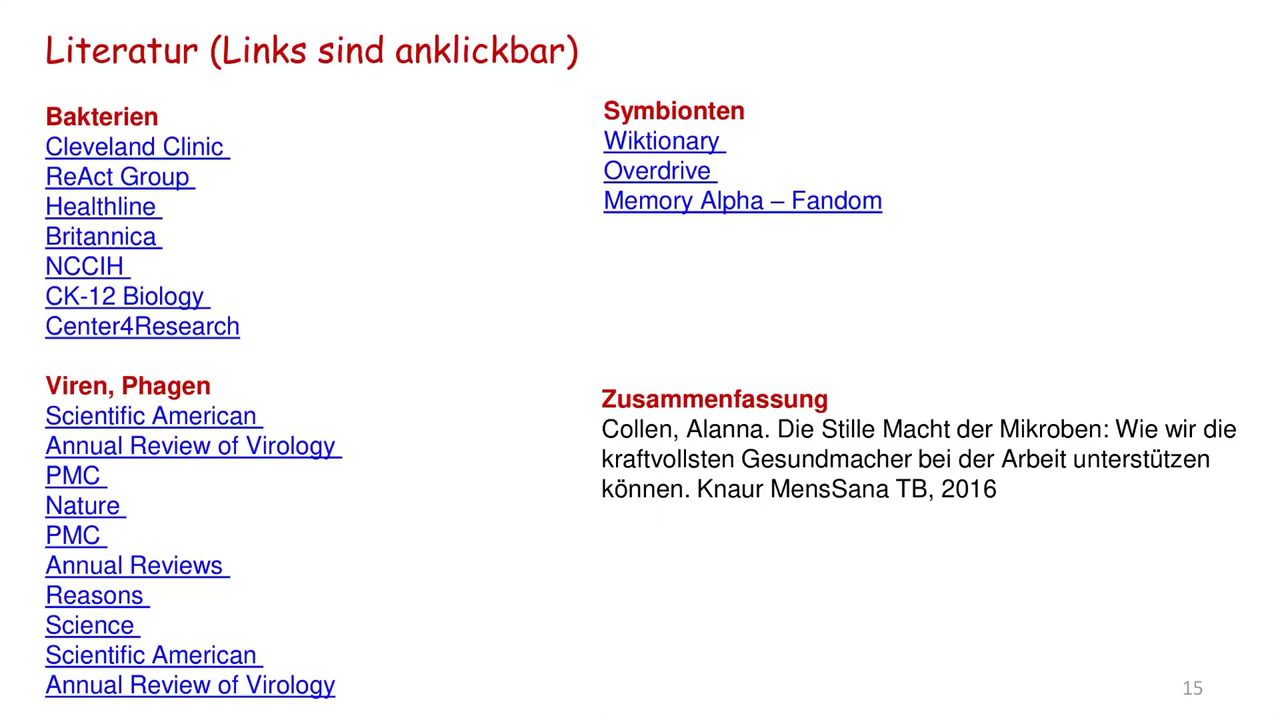 Literatur (Links sind anklickbar)
Bakterien
Cleveland Clinic
ReAct Group
Healthline
Britannica
NCCIH
CK-12 Biology
Center4Research
Viren, Phagen
Scientific American
Annual Review of Virology
PMC
Nature
PMC
Annual Reviews
Reasons
Science
Scientific American
Annual Review of Virology
Symbionten
Wiktionary
Overdrive
Memory Alpha – Fandom
Zusammenfassung
Collen, Alanna. Die Stille Macht der Mikroben: Wie wir die
kraftvollsten Gesundmacher bei der Arbeit unterstützen
können. Knaur MensSana TB, 2016
15